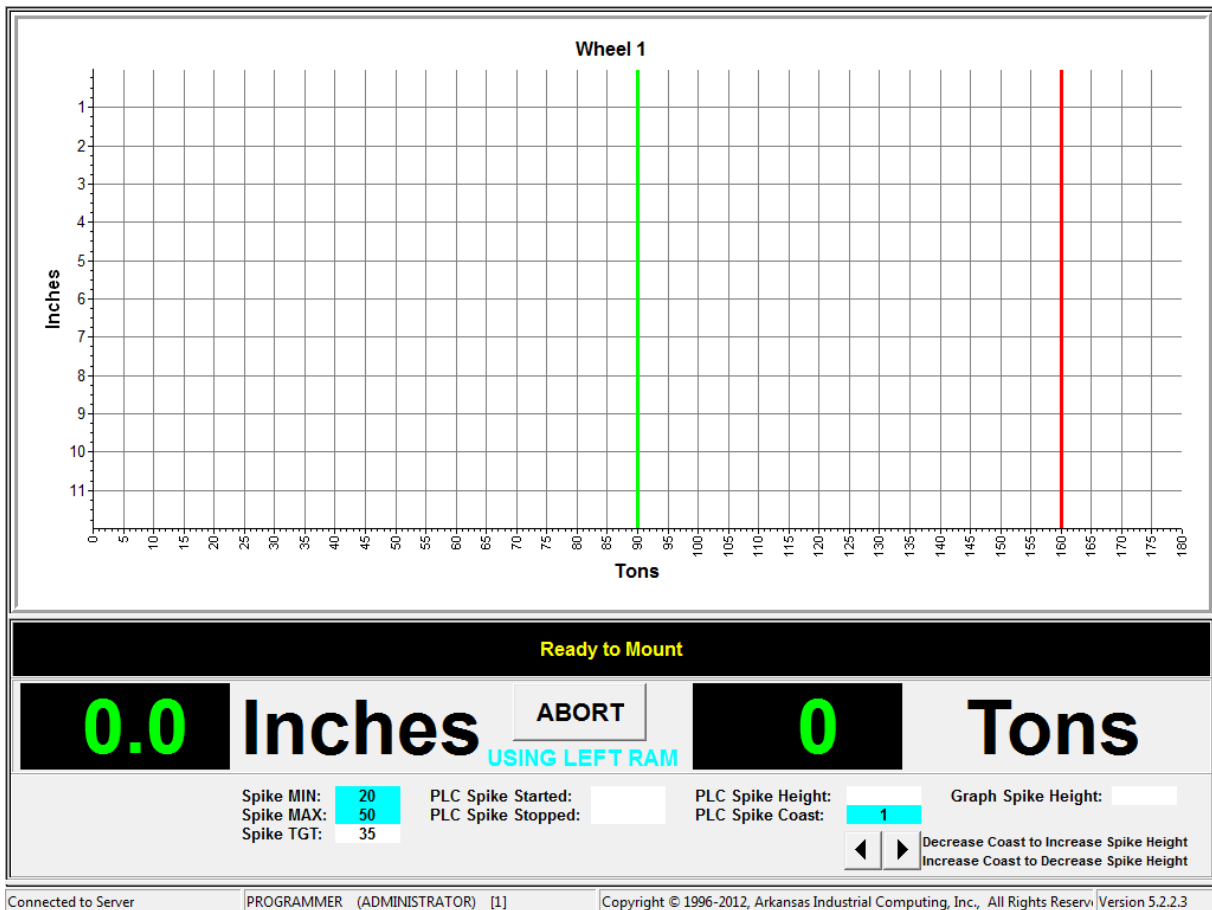 Wheel 1
Inches
1
2
3
4
5
6
7
8
9
10
11
0 5 10 15 20 25 30 35 40 45 50 55 60 65 70 75 80 85 90 95 100 105 110 115 120 125 130 135 140 145 150 155 160 165 170 175 180
Tons
Ready to Mount
0.0 Inches ABORT 0 Tons
USING LEFT RAM
Spike MIN: 20 PLC Spike Started: PLC Spike Height: Graph Spike Height:
Spike MAX: 50 PLC Spike Stopped: PLC Spike Coast: 1
Spike TGT: 35
Decrease Coast to Increase Spike Height
Increase Coast to Decrease Spike Height
Connected to Server PROGRAMMER (ADMINISTRATOR) [1] Copyright © 1996-2012, Arkansas Industrial Computing, Inc., All Rights Reserv Version 5.2.2.3